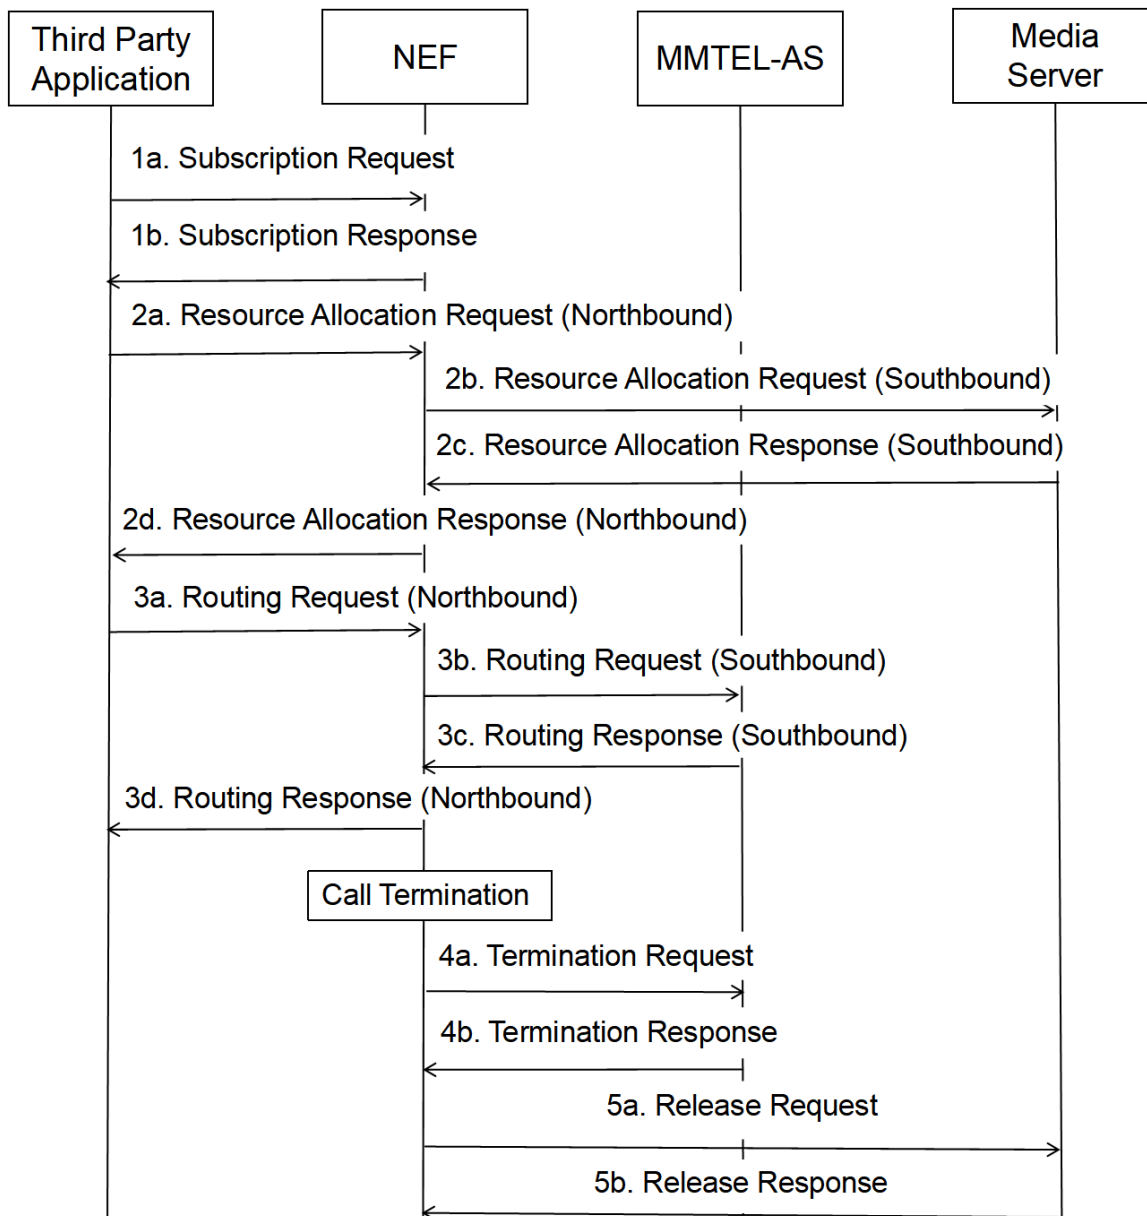 Third Party
Application
NEF
MMTEL-AS
Media
Server
1a. Subscription Request
1b. Subscription Response
2a. Resource Allocation Request (Northbound)
2b. Resource Allocation Request (Southbound)
2c. Resource Allocation Response (Southbound)
2d. Resource Allocation Response (Northbound)
3a. Routing Request (Northbound)
3b. Routing Request (Southbound)
3c. Routing Response (Southbound)
3d. Routing Response (Northbound)
Call Termination
4a. Termination Request
4b. Termination Response
5a. Release Request
5b. Release Response